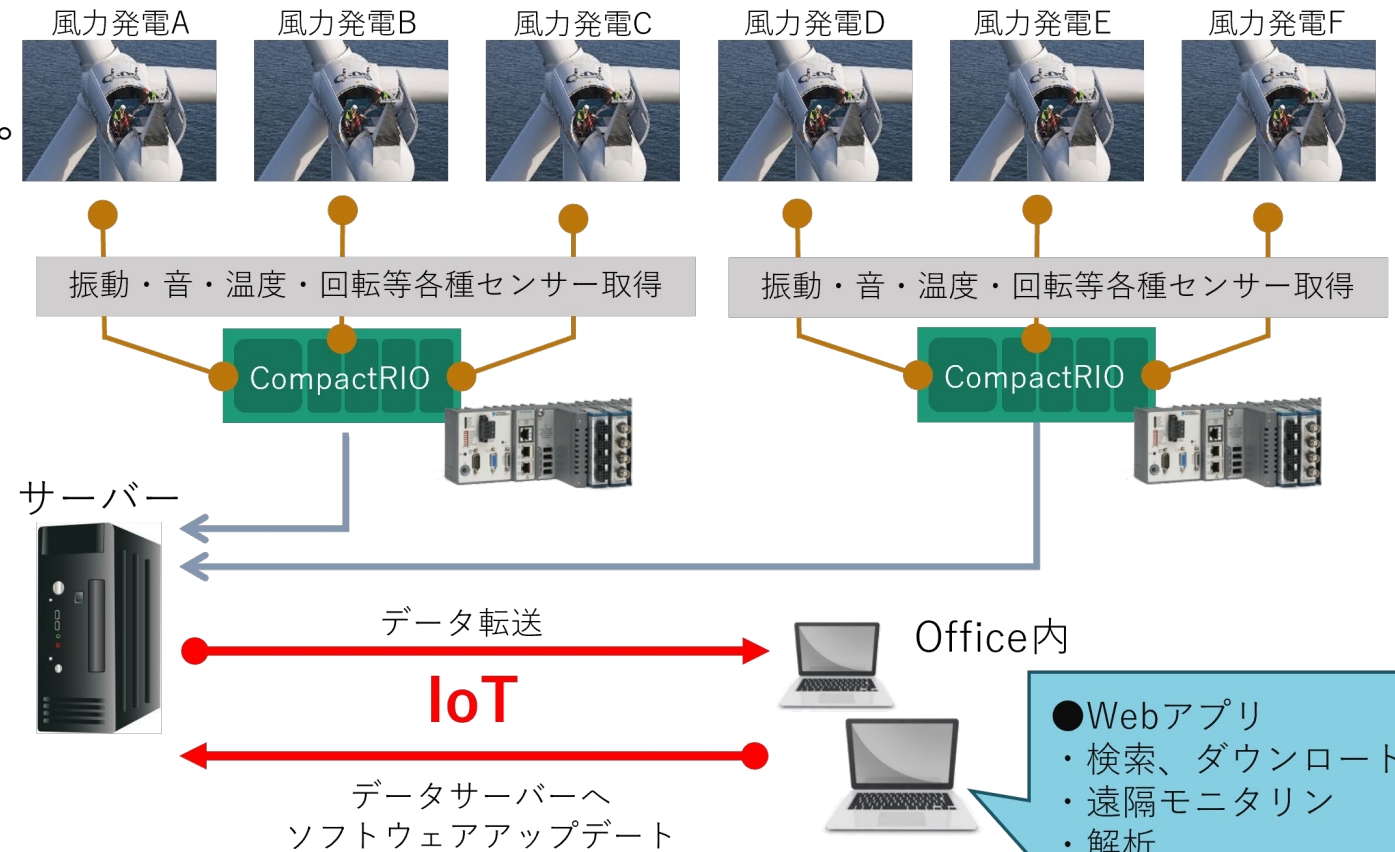 風力発電A 風力発電B 風力発電C 風力発電D 風力発電E 風力発電F
。
振動・音・温度・回転等各種センサー取得 振動・音・温度・回転等各種センサー取得
CompactRIO CompactRIO
サーバー
データ転送
Office内
IoT
●Webアプリ
・検索、ダウンロード
・遠隔モニタリン
・解析
データサーバーへ
ソフトウェアアップデート